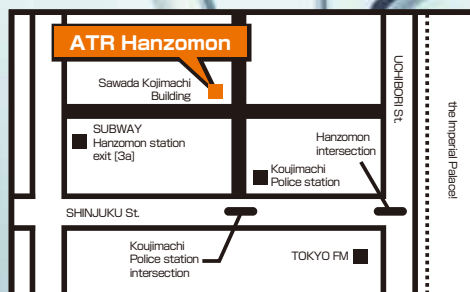 ATR Hanzomon
Sawada Kojimachi
Building
UCHIBORI St.
the Imperial Palace!
SUBWAY
Hanzomon station
exit [3a]
Hanzomon
intersection
Koujimachi
Police station
SHINJUKU St.
Koujimachi
Police station
intersection
TOKYO FM